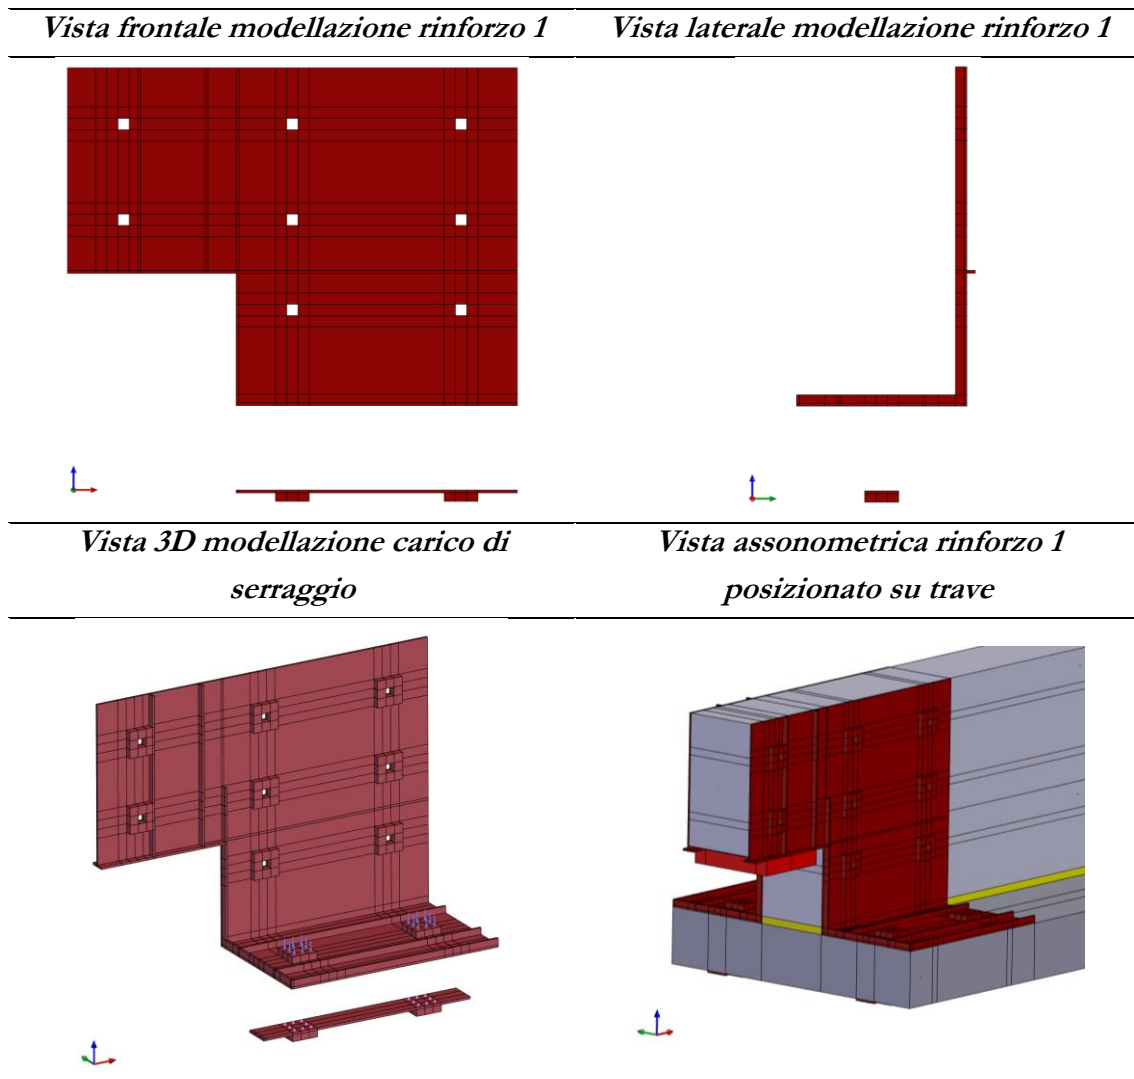 Vista frontale modellazione rinforzo 1
Vista laterale modellazione rinforzo 1
Vista 3D modellazione carico di
serraggio
Vista assonometrica rinforzo 1
posizionato su trave